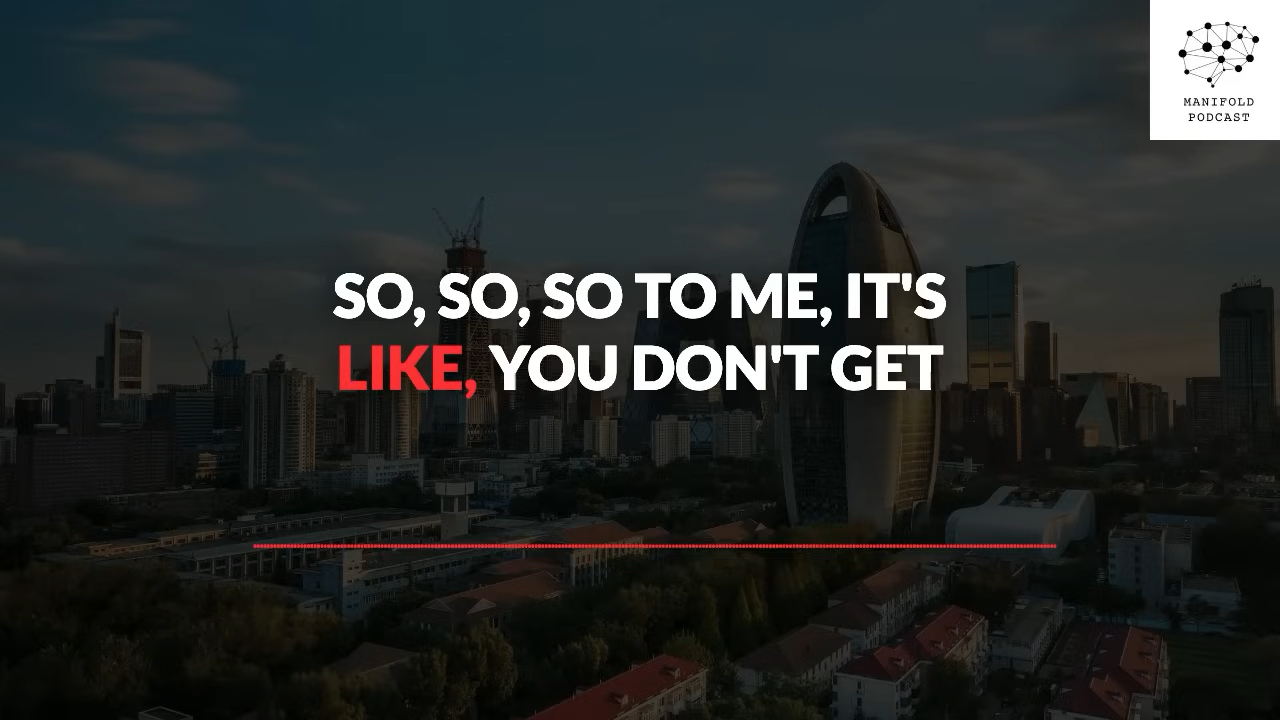 MANIFOLD
PODCAST
SO, SO, SO TO ME, IT'S
LIKE, YOU DON'T GET